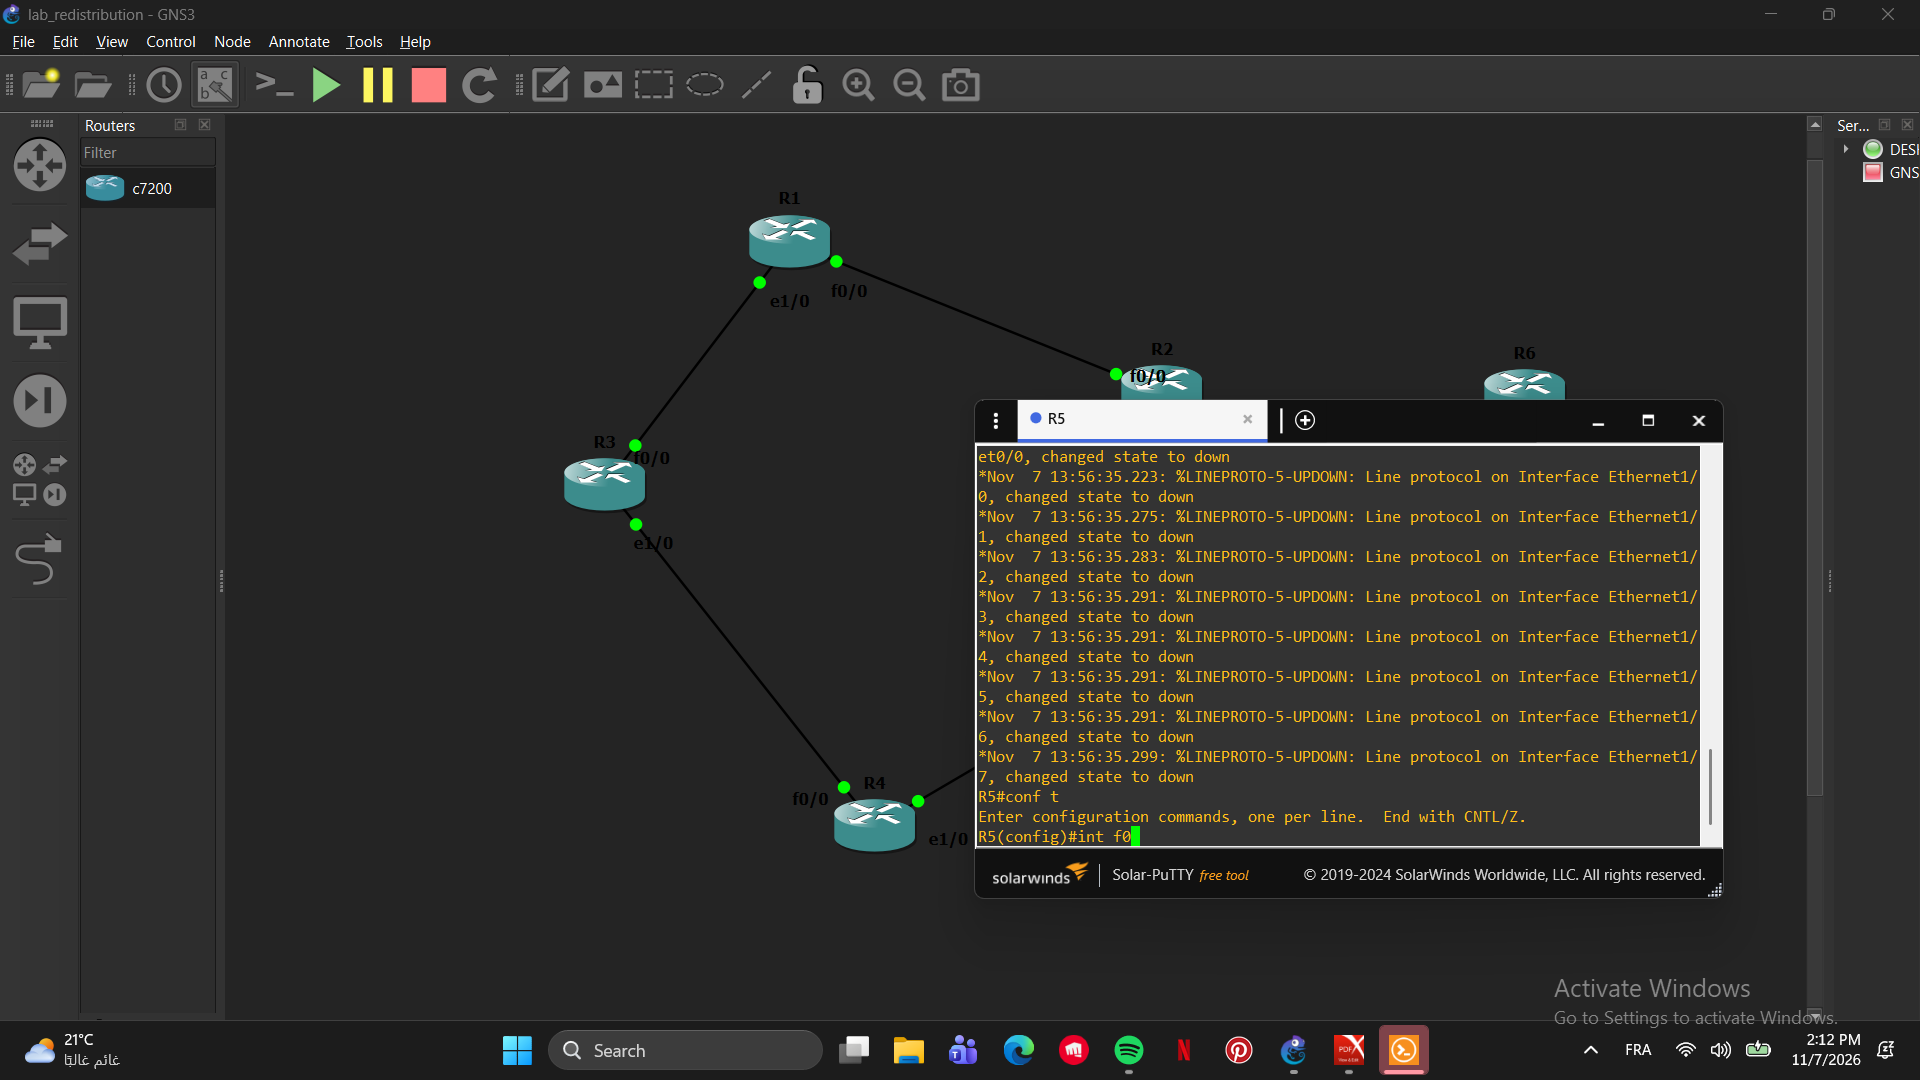 lab_redistribution - GNS3
File Edit View Control Node Annotate Tools Help
a c
b
Routers
Filter
c7200
Ser...
DESH
GNS
R1
e1/0
f0/0
R2
f0/0
R6
R3
f0/0
e1/0
R4
f0/0
e1/0
R5
et0/0, changed state to down
*Nov  7 13:56:35.223: %LINEPROTO-5-UPDOWN: Line protocol on Interface Ethernet1/
0, changed state to down
*Nov  7 13:56:35.275: %LINEPROTO-5-UPDOWN: Line protocol on Interface Ethernet1/
1, changed state to down
*Nov  7 13:56:35.283: %LINEPROTO-5-UPDOWN: Line protocol on Interface Ethernet1/
2, changed state to down
*Nov  7 13:56:35.291: %LINEPROTO-5-UPDOWN: Line protocol on Interface Ethernet1/
3, changed state to down
*Nov  7 13:56:35.291: %LINEPROTO-5-UPDOWN: Line protocol on Interface Ethernet1/
4, changed state to down
*Nov  7 13:56:35.291: %LINEPROTO-5-UPDOWN: Line protocol on Interface Ethernet1/
5, changed state to down
*Nov  7 13:56:35.291: %LINEPROTO-5-UPDOWN: Line protocol on Interface Ethernet1/
6, changed state to down
*Nov  7 13:56:35.299: %LINEPROTO-5-UPDOWN: Line protocol on Interface Ethernet1/
7, changed state to down
R5#conf t
Enter configuration commands, one per line.  End with CNTL/Z.
R5(config)#int f0
solarwinds Solar-PuTTY free tool © 2019-2024 SolarWinds Worldwide, LLC. All rights reserved.
Activate Windows
Go to Settings to activate Windows.
21°C
غائم غالبًا
Search
FRA
2:12 PM
11/7/2026